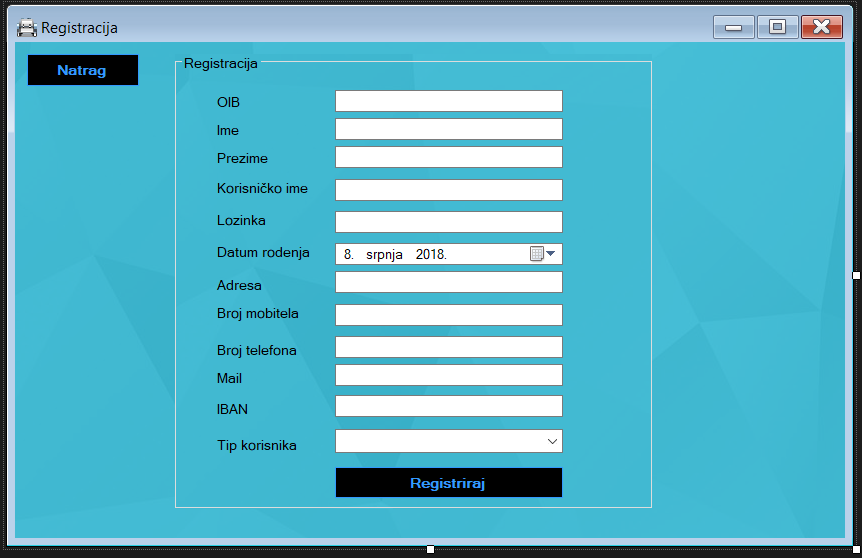 Registracija
Natrag
Registracija
OIB
Ime
Prezime
Korisničko ime
Lozinka
Datum rodenja 8. srpnja 2018.
Adresa
Broj mobitela
Broj telefona
Mail
IBAN
Tip korisnika
Registriraj